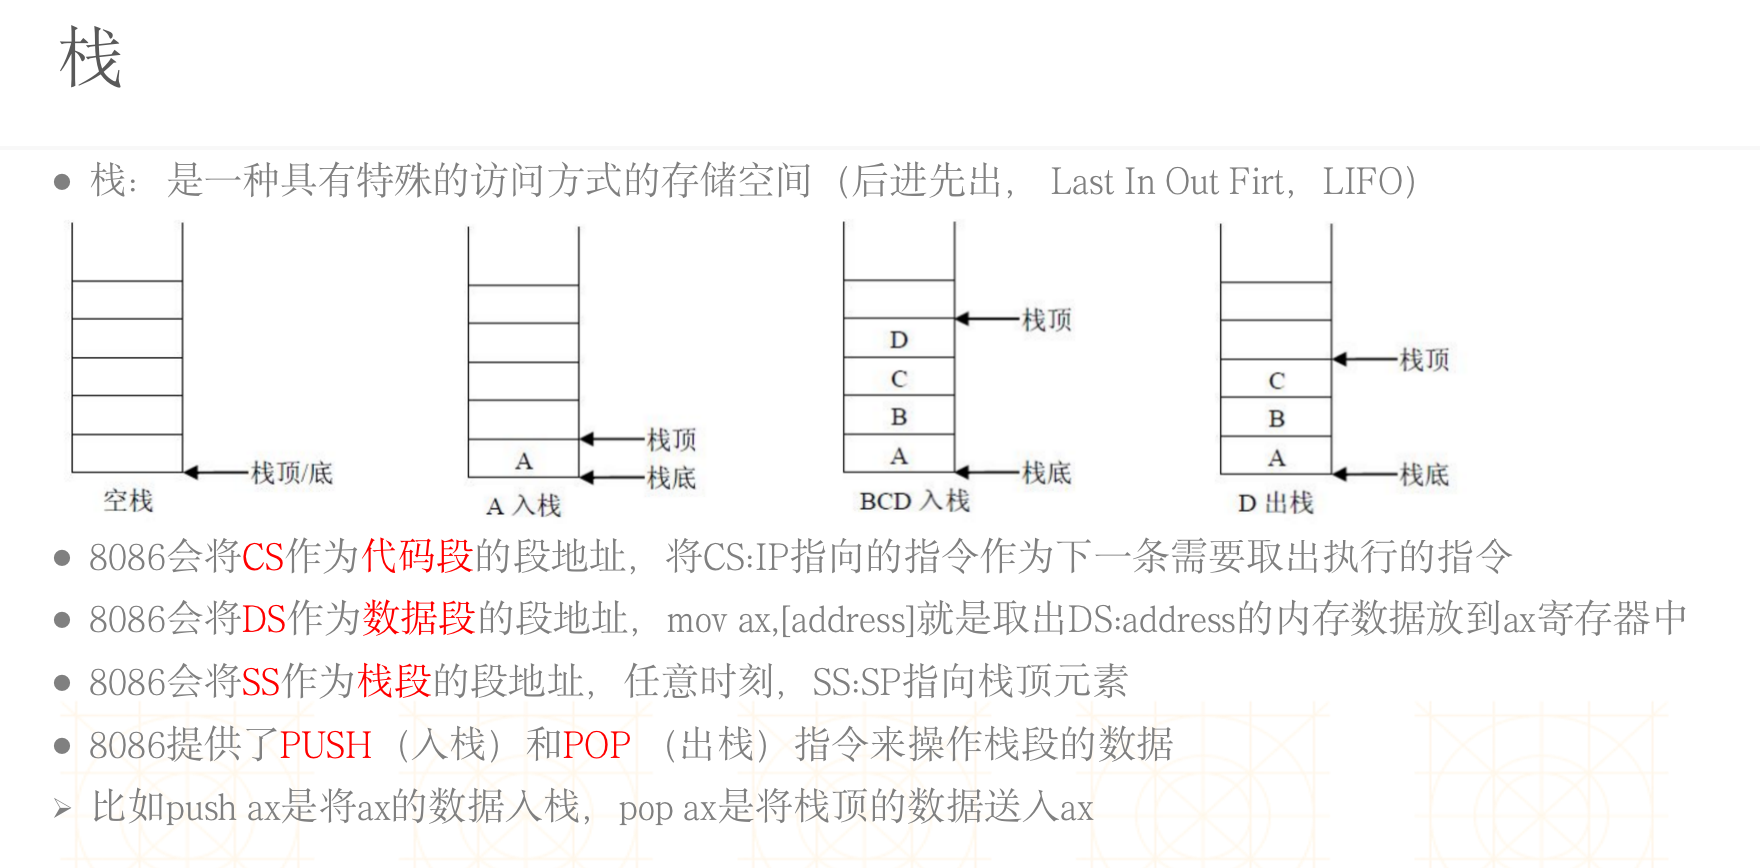 栈
栈： 是一种具有特殊的访问方式的存储空间（后进先出， Last In Out Firt，LIFO）
栈顶
D
栈顶
C
C
B
B
栈顶
A
A
A
栈顶/底
栈底
栈底
栈底
空栈
A 入栈
BCD 入栈
D 出栈
8086会将CS作为代码段的段地址，将CS:IP指向的指令作为下一条需要取出执行的指令
8086会将DS作为数据段的段地址，mov ax,[address]就是取出DS:address的内存数据放到ax寄存器中
8086会将SS作为栈段的段地址，任意时刻，SS:SP指向栈顶元素
8086提供了PUSH（入栈）和POP （出栈）指令来操作栈段的数据
比如push ax是将ax的数据入栈，pop ax是将栈顶的数据送入ax